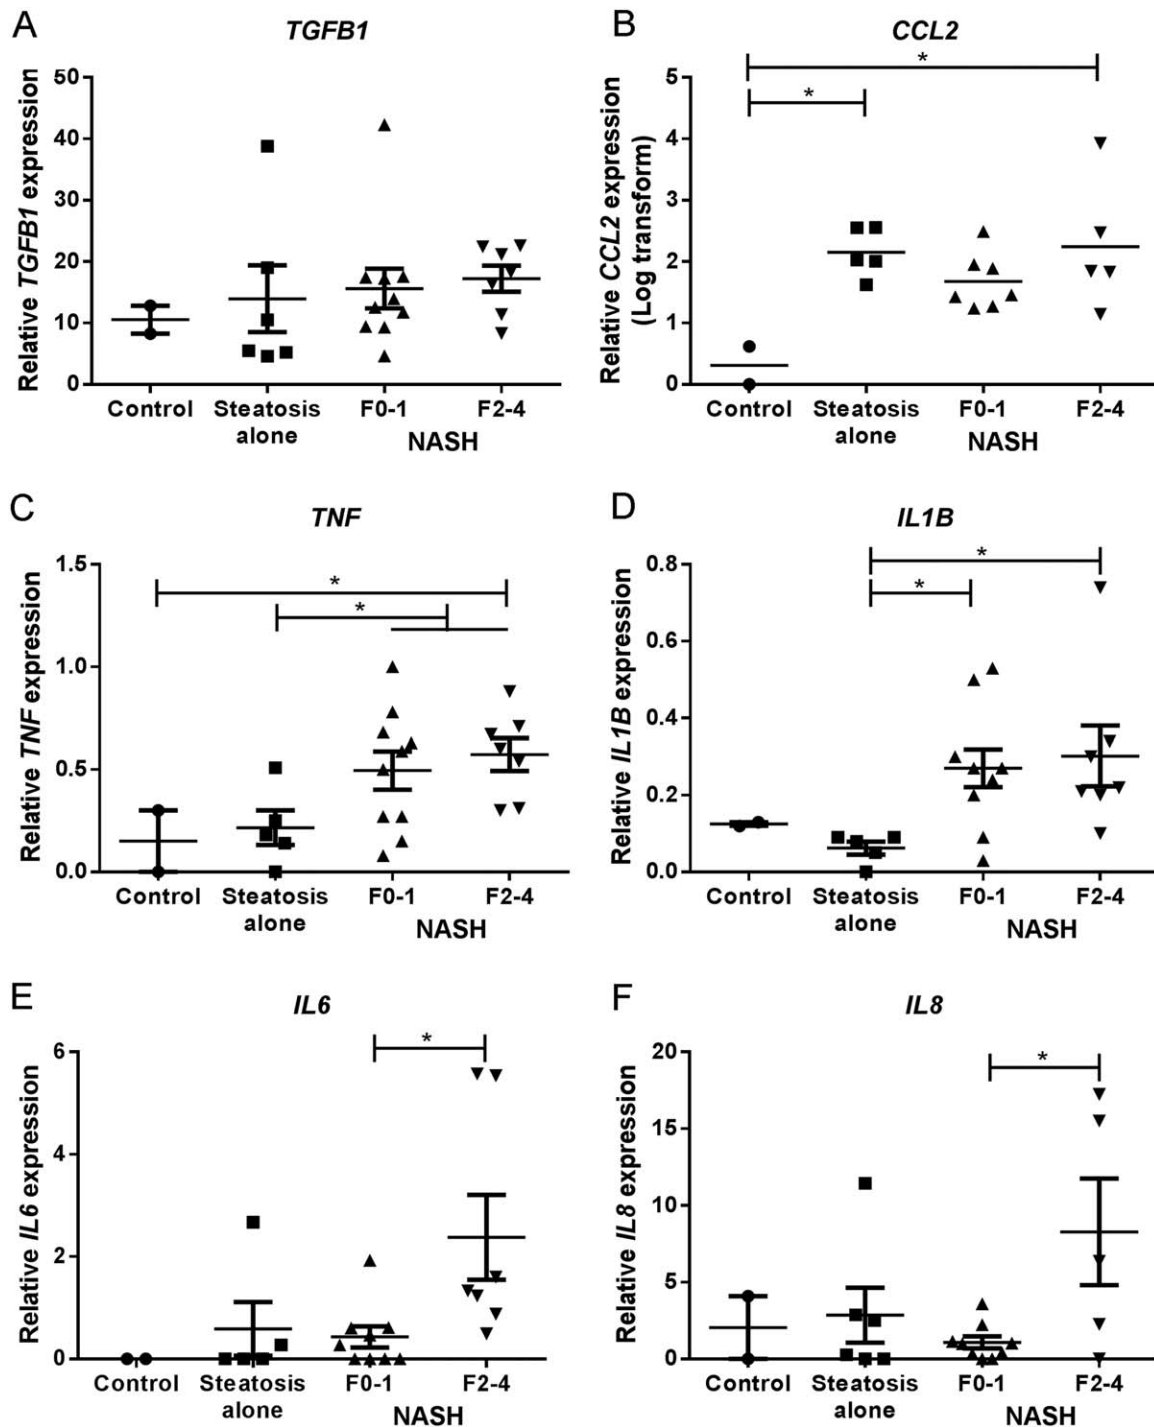 A
TGFB1
Relative TGFB1 expression
50
40
30
20
10
0
Control
Steatosis
alone
F0-1
F2-4
NASH
B
CCL2
Relative CCL2 expression
(Log transform)
5
4
3
2
1
0
*
*
Control
Steatosis
alone
F0-1
F2-4
NASH
C
TNF
Relative TNF expression
1.5
1.0
0.5
0.0
*
*
Control
Steatosis
alone
F0-1
F2-4
NASH
D
IL1B
Relative IL1B expression
0.8
0.6
0.4
0.2
0.0
*
*
Control
Steatosis
alone
F0-1
F2-4
NASH
E
IL6
Relative IL6 expression
6
4
2
0
*
Control
Steatosis
alone
F0-1
F2-4
NASH
F
IL8
Relative IL8 expression
20
15
10
5
0
*
Control
Steatosis
alone
F0-1
F2-4
NASH